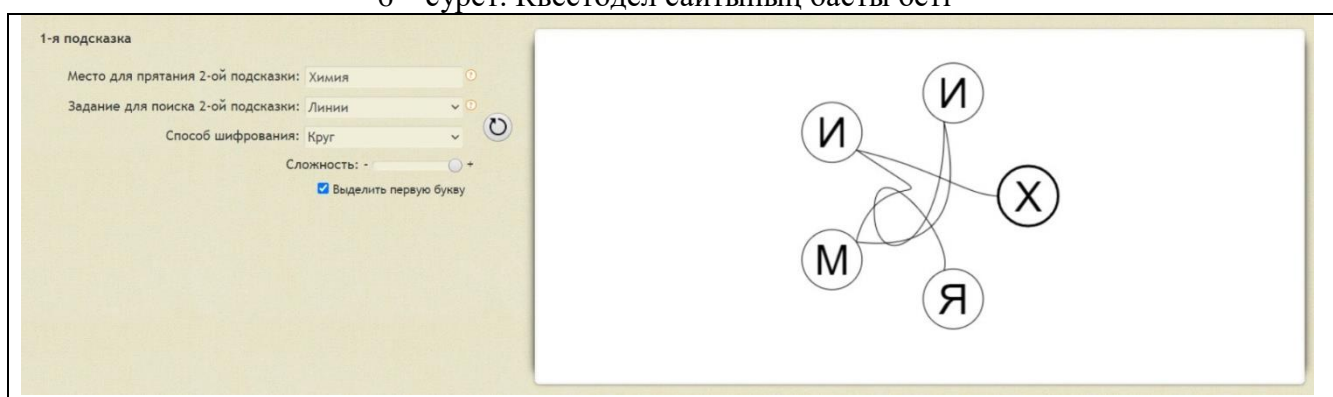 6 – сурет. Квестодел сайтының басты беті
1-я подсказка
Место для прятания 2-ой подсказки: Химия
Задание для поиска 2-ой подсказки: Линии
Способ шифрования: Круг
Сложность: - +
Выделить первую букву
И
И
Х
М
Я